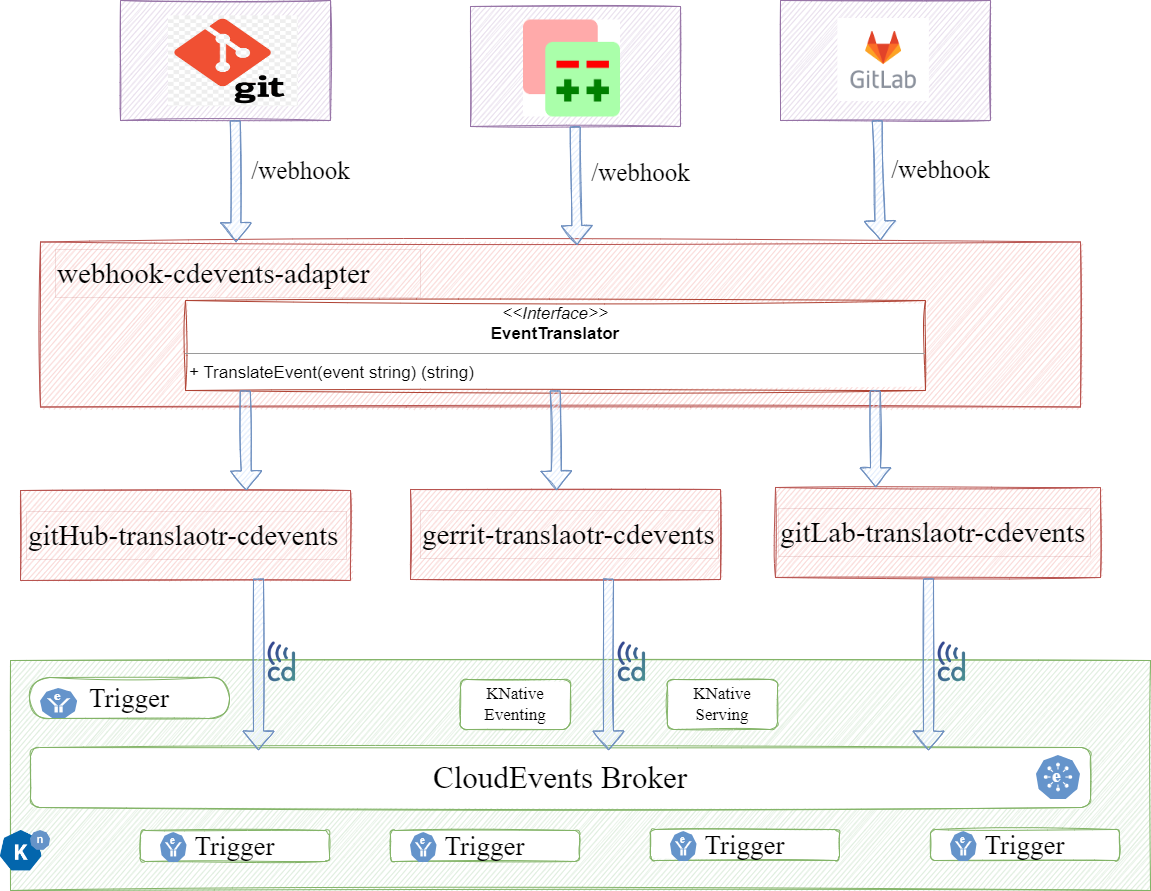 git
GitLab
/webhook
/webhook
/webhook
webhook-cdevents-adapter
<<Interface>>
EventTranslator
+ TranslateEvent(event string) (string)
gitHub-translaotr-cdevents
gerrit-translaotr-cdevents
gitLab-translaotr-cdevents
cd
cd
cd
e
Trigger
KNative
Eventing
KNative
Serving
CloudEvents Broker
e
K
n
e
Trigger
e
Trigger
e
Trigger
e
Trigger